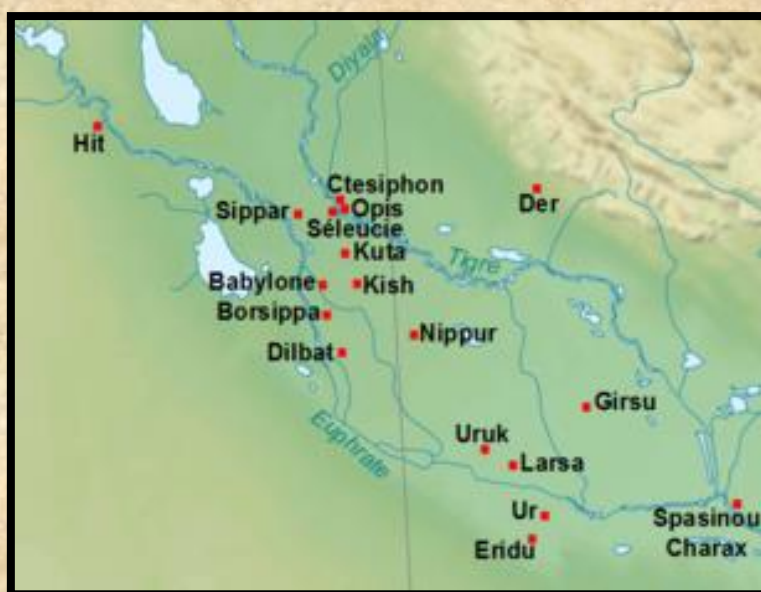 Diyala
Hit
Ctesiphon
Sippar
Opis
Séleucie
Der
Kuta
Tigre
Babylone
Kish
Borsippa
Nippur
Dilbat
Girsu
Euphrate
Uruk
Larsa
Ur
Spasinou
Charax
Eridu